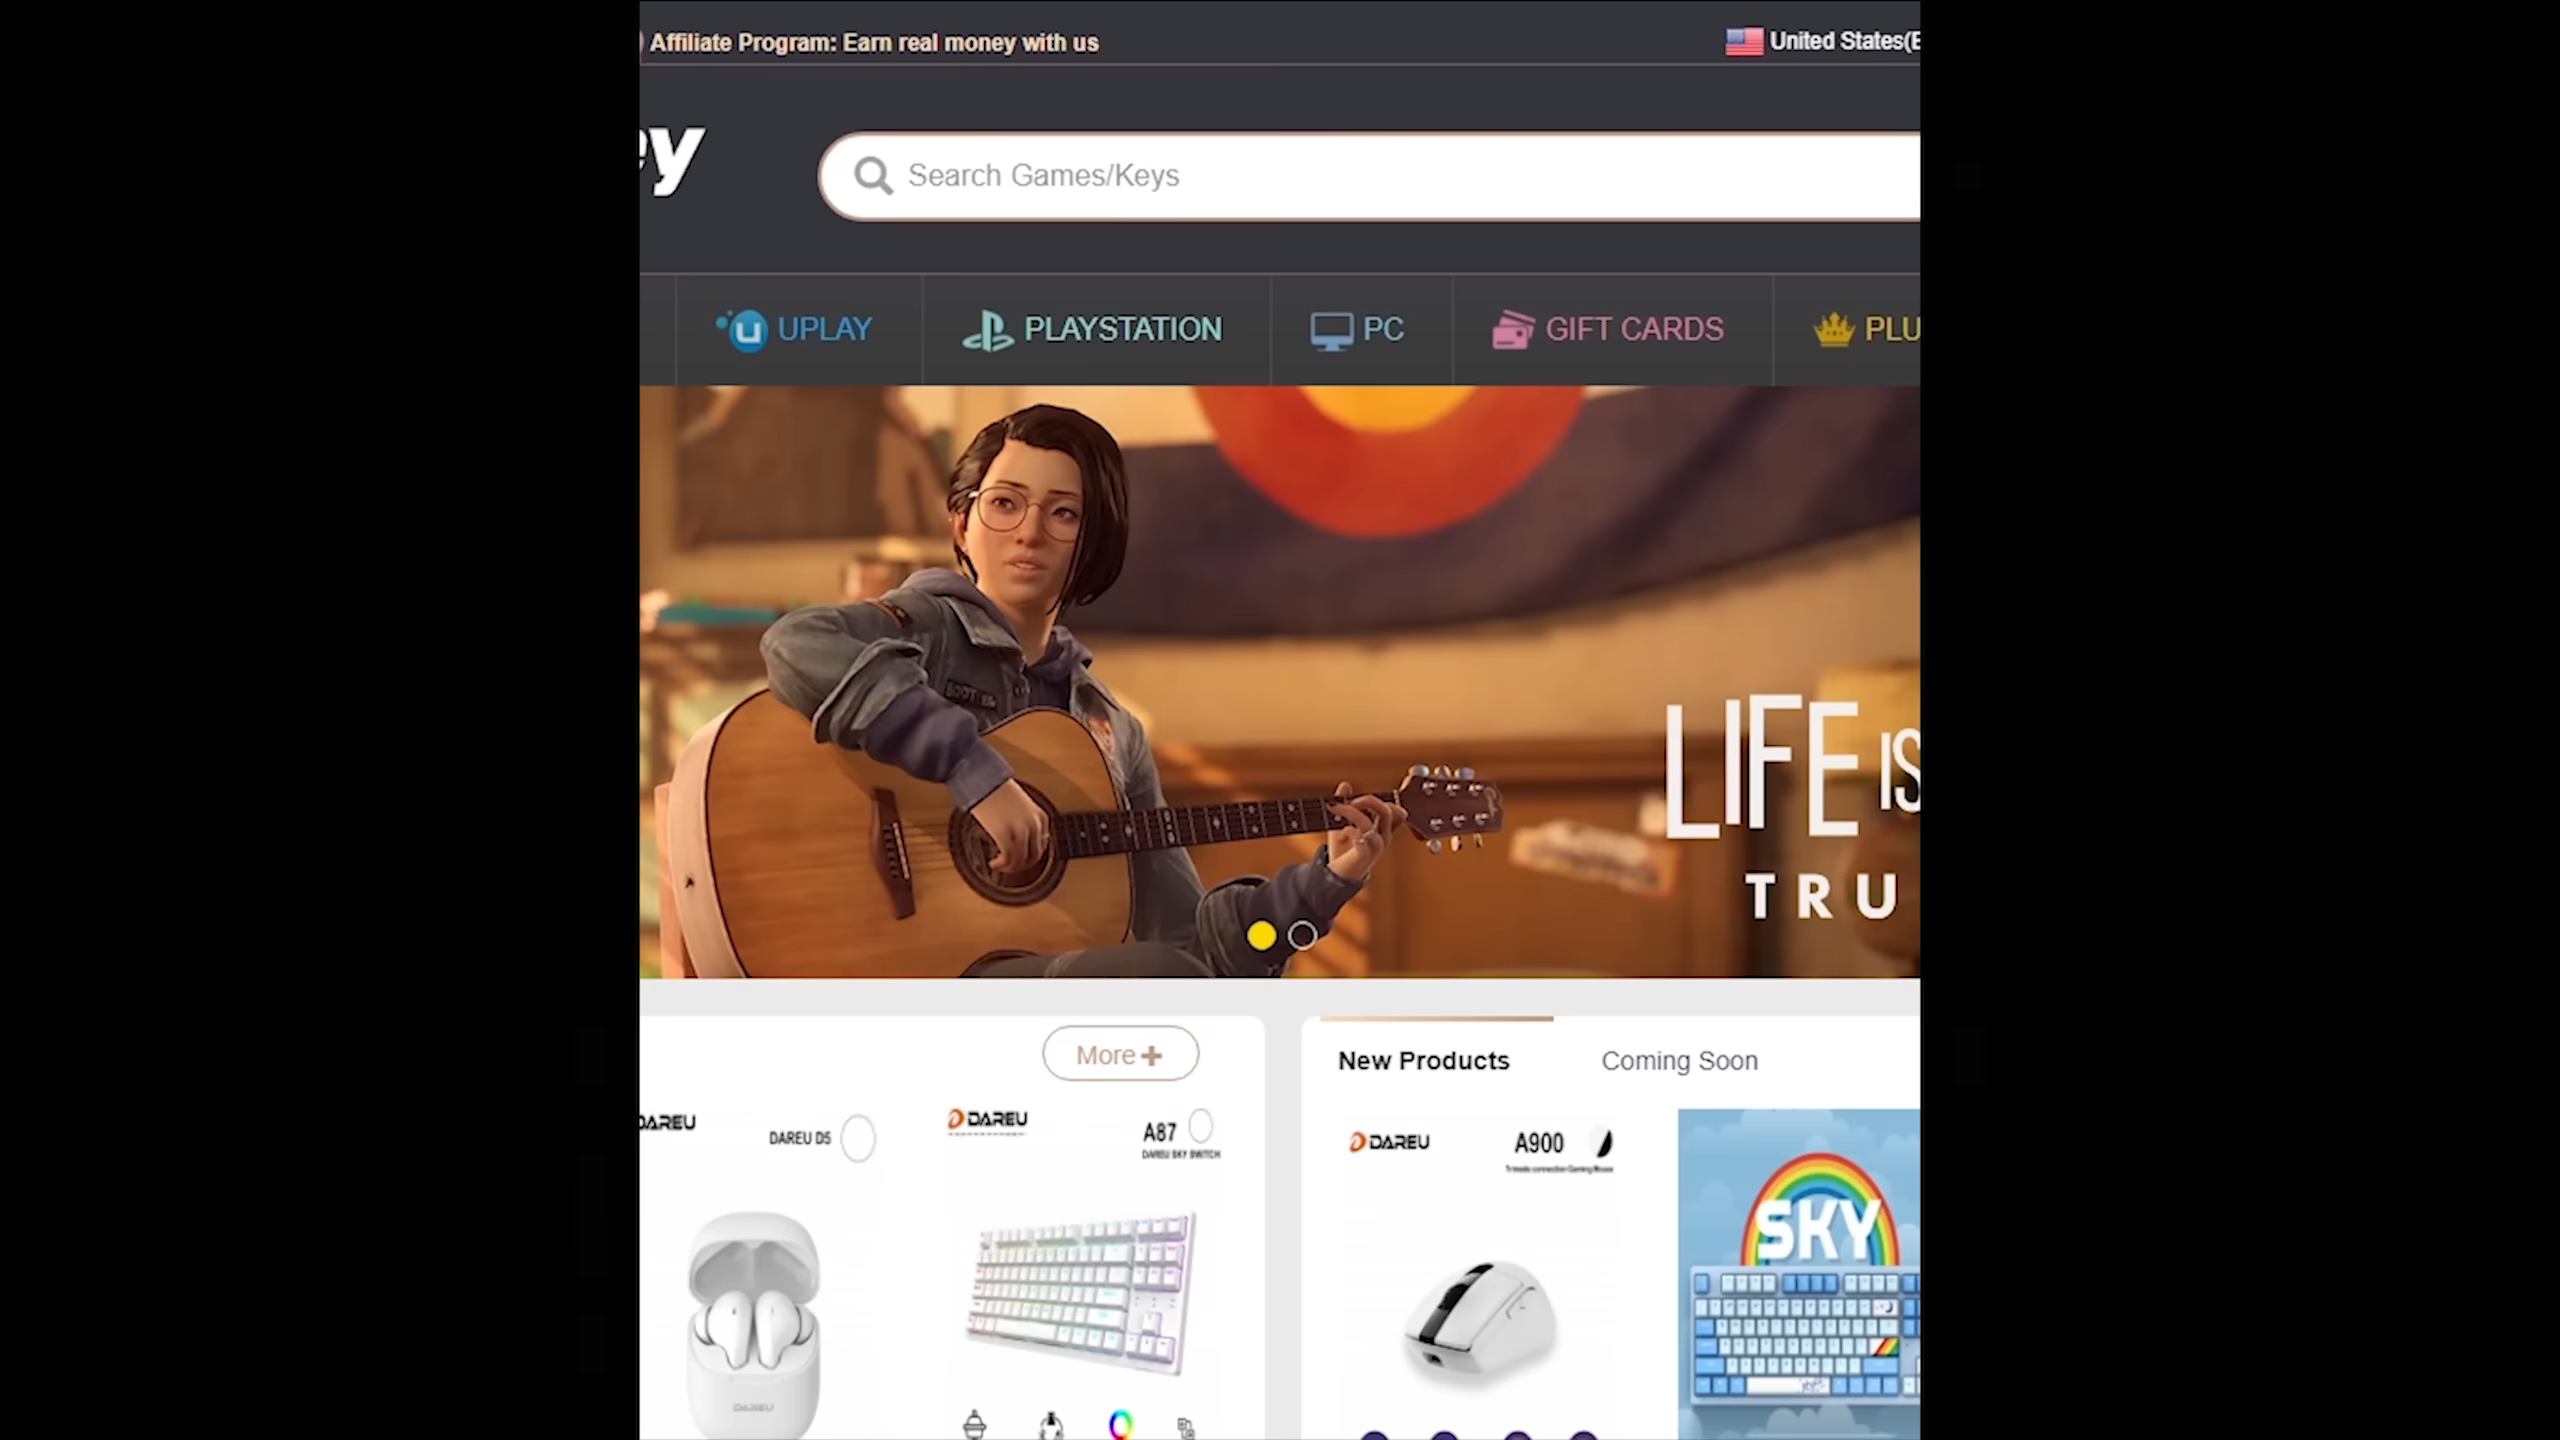 Affiliate Program: Earn real money with us
United States(E
ey
Search Games/Keys
UPLAY
PLAYSTATION
PC
GIFT CARDS
PLU
LIFE IS
TRU
More
New Products
Coming Soon
DAREU
DAREU D5
DAREU
A87
DAREU SKY SWITCH
DAREU
A900
SKY
DAREU